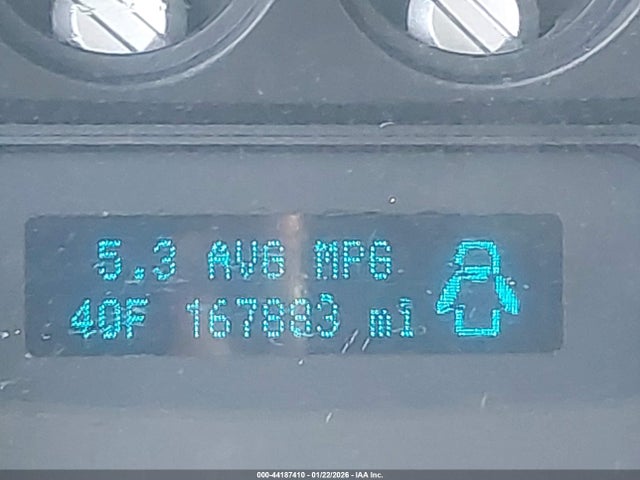 5.3 AVG MPG
40F 167883 mi
000-44187410 - 01/22/2026 - IAA Inc.